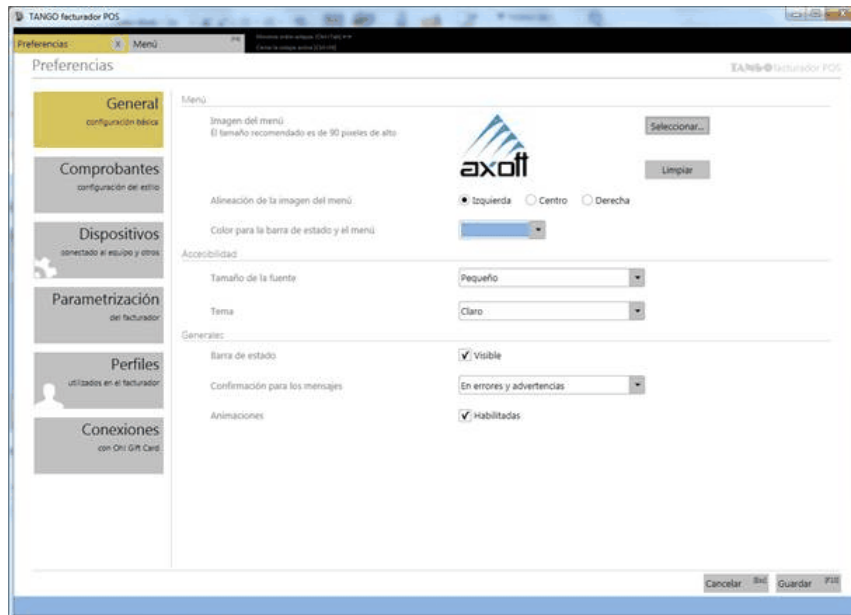 TANGO facturador POS
Preferencias X Menú
Preferencias
TANGO facturador POS
General
configuración básica
Comprobantes
configuración del estilo
Dispositivos
conectado al equipo y otros
Parametrización
del facturador
Perfiles
utilizados en el facturador
Conexiones
con Oh! Gift Card
Menú
Imagen del menú
El tamaño recomendado es de 90 pixeles de alto
axoft
Seleccionar...
Limpiar
Alineación de la imagen del menú
Izquierda Centro Derecha
Color para la barra de estado y el menú
Accesibilidad
Tamaño de la fuente Pequeño
Tema Claro
Generales
Barra de estado Visible
Confirmación para los mensajes En errores y advertencias
Animaciones Habilitadas
Cancelar Guardar [F10]